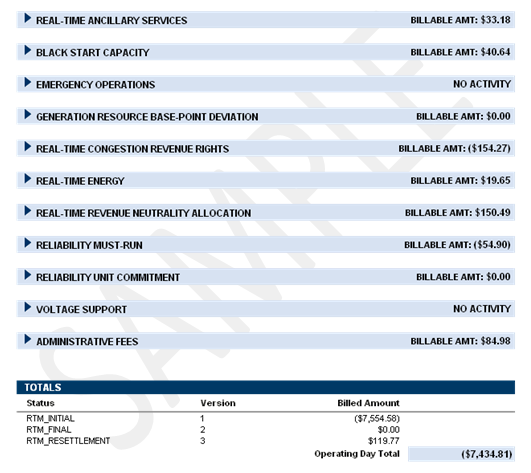 REAL-TIME ANCILLARY SERVICES BILLABLE AMT: $33.18
BLACK START CAPACITY BILLABLE AMT: $40.64
EMERGENCY OPERATIONS NO ACTIVITY
GENERATION RESOURCE BASE-POINT DEVIATION BILLABLE AMT: $0.00
REAL-TIME CONGESTION REVENUE RIGHTS BILLABLE AMT: ($154.27)
REAL-TIME ENERGY BILLABLE AMT: $19.65
REAL-TIME REVENUE NEUTRALITY ALLOCATION BILLABLE AMT: $150.49
RELIABILITY MUST-RUN BILLABLE AMT: ($54.90)
RELIABILITY UNIT COMMITMENT BILLABLE AMT: $0.00
VOLTAGE SUPPORT NO ACTIVITY
ADMINISTRATIVE FEES BILLABLE AMT: $84.98
SAMPLE
TOTALS
Status Version Billed Amount
RTM_INITIAL 1 ($7,554.58)
RTM_FINAL 2 $0.00
RTM_RESETTLEMENT 3 $119.77
Operating Day Total ($7,434.81)